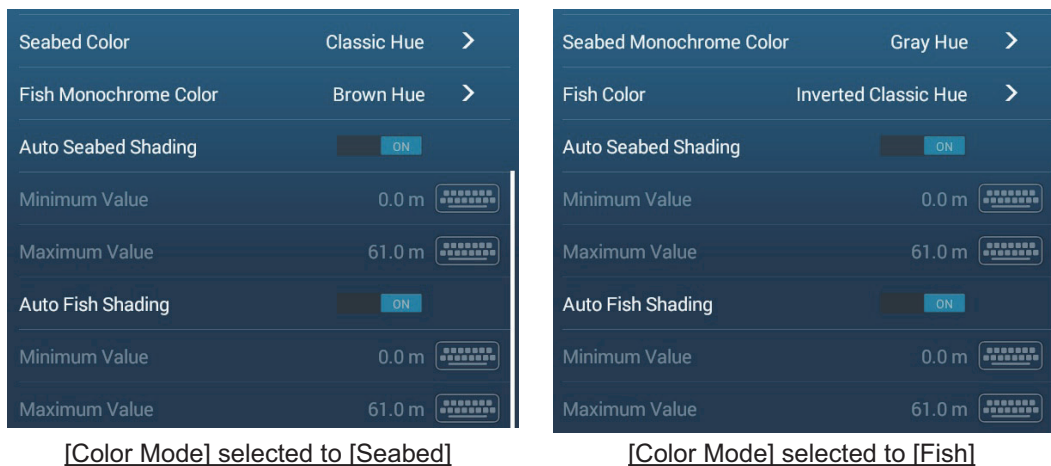 Seabed Color Classic Hue >
Fish Monochrome Color Brown Hue >
Auto Seabed Shading ON
Minimum Value 0.0 m
Maximum Value 61.0 m
Auto Fish Shading ON
Minimum Value 0.0 m
Maximum Value 61.0 m
[Color Mode] selected to [Seabed]
Seabed Monochrome Color Gray Hue >
Fish Color Inverted Classic Hue >
Auto Seabed Shading ON
Minimum Value 0.0 m
Maximum Value 61.0 m
Auto Fish Shading ON
Minimum Value 0.0 m
Maximum Value 61.0 m
[Color Mode] selected to [Fish]